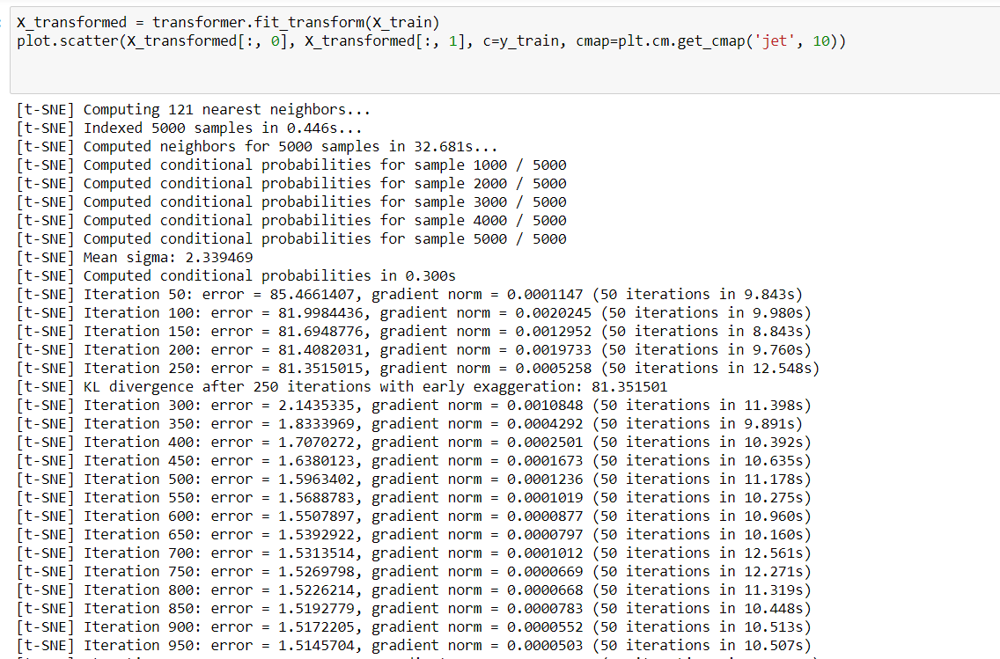 X_transformed = transformer.fit_transform(X_train)
plot.scatter(X_transformed[:, 0], X_transformed[:, 1], c=y_train, cmap=plt.cm.get_cmap('jet', 10))
[t-SNE] Computing 121 nearest neighbors...
[t-SNE] Indexed 5000 samples in 0.446s...
[t-SNE] Computed neighbors for 5000 samples in 32.681s...
[t-SNE] Computed conditional probabilities for sample 1000 / 5000
[t-SNE] Computed conditional probabilities for sample 2000 / 5000
[t-SNE] Computed conditional probabilities for sample 3000 / 5000
[t-SNE] Computed conditional probabilities for sample 4000 / 5000
[t-SNE] Computed conditional probabilities for sample 5000 / 5000
[t-SNE] Mean sigma: 2.339469
[t-SNE] Computed conditional probabilities in 0.300s
[t-SNE] Iteration 50: error = 85.4661407, gradient norm = 0.0001147 (50 iterations in 9.843s)
[t-SNE] Iteration 100: error = 81.9984436, gradient norm = 0.0020245 (50 iterations in 9.980s)
[t-SNE] Iteration 150: error = 81.6948776, gradient norm = 0.0012952 (50 iterations in 8.843s)
[t-SNE] Iteration 200: error = 81.4082031, gradient norm = 0.0019733 (50 iterations in 9.760s)
[t-SNE] Iteration 250: error = 81.3515015, gradient norm = 0.0005258 (50 iterations in 12.548s)
[t-SNE] KL divergence after 250 iterations with early exaggeration: 81.351501
[t-SNE] Iteration 300: error = 2.1435335, gradient norm = 0.0010848 (50 iterations in 11.398s)
[t-SNE] Iteration 350: error = 1.8333969, gradient norm = 0.0004292 (50 iterations in 9.891s)
[t-SNE] Iteration 400: error = 1.7070272, gradient norm = 0.0002501 (50 iterations in 10.392s)
[t-SNE] Iteration 450: error = 1.6380123, gradient norm = 0.0001673 (50 iterations in 10.635s)
[t-SNE] Iteration 500: error = 1.5963402, gradient norm = 0.0001236 (50 iterations in 11.178s)
[t-SNE] Iteration 550: error = 1.5688783, gradient norm = 0.0001019 (50 iterations in 10.275s)
[t-SNE] Iteration 600: error = 1.5507897, gradient norm = 0.0000877 (50 iterations in 10.960s)
[t-SNE] Iteration 650: error = 1.5392922, gradient norm = 0.0000797 (50 iterations in 10.160s)
[t-SNE] Iteration 700: error = 1.5313514, gradient norm = 0.0001012 (50 iterations in 12.561s)
[t-SNE] Iteration 750: error = 1.5269798, gradient norm = 0.0000669 (50 iterations in 12.271s)
[t-SNE] Iteration 800: error = 1.5226214, gradient norm = 0.0000668 (50 iterations in 11.319s)
[t-SNE] Iteration 850: error = 1.5192779, gradient norm = 0.0000783 (50 iterations in 10.448s)
[t-SNE] Iteration 900: error = 1.5172205, gradient norm = 0.0000552 (50 iterations in 10.513s)
[t-SNE] Iteration 950: error = 1.5145704, gradient norm = 0.0000503 (50 iterations in 10.507s)